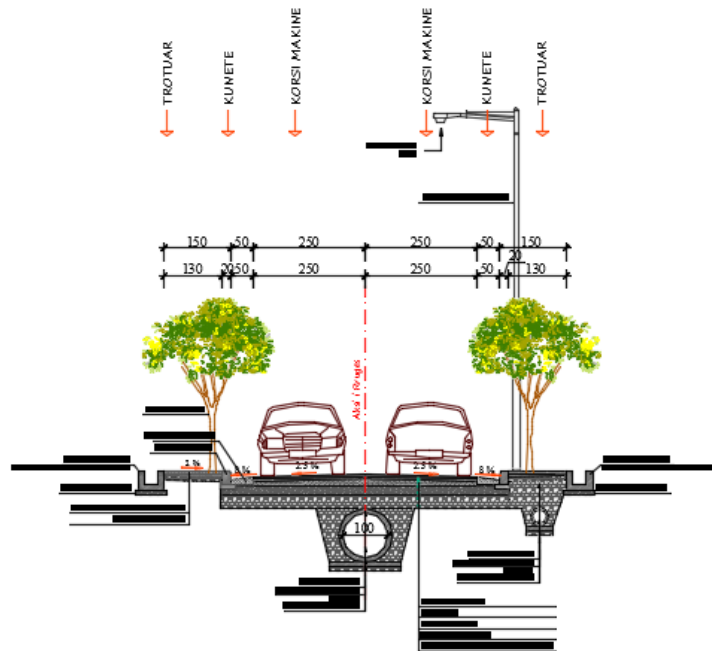 TROTUAR
KUNETE
KORSI MAKINE
KORSI MAKINE
KUNETE
TROTUAR
150 50 250 250 50 150
20
130 20 50 250 250 50 130
Aksi i Rruges
1 % 8 % 2.5 % 2.5 % 8 %
100